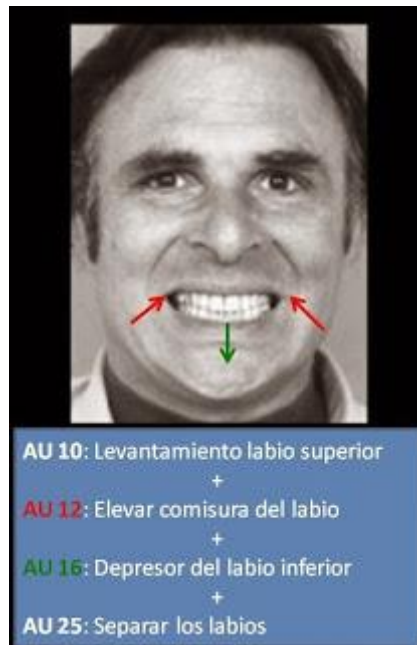 AU 10: Levantamiento labio superior
+
AU 12: Elevar comisura del labio
+
AU 16: Depresor del labio inferior
+
AU 25: Separar los labios